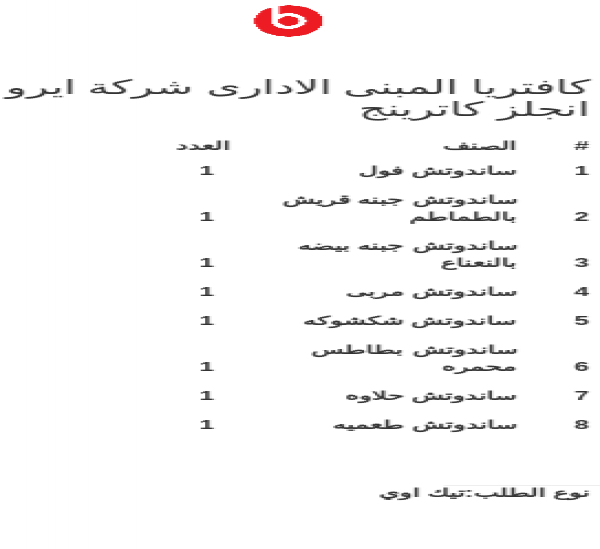 كافتريا المبنى الادارى شركة ايرو
انجلز كاترينج
# الصنف العدد
1 ساندوتش فول 1
ساندوتش جبنه قريش
2 بالطماطم 1
ساندوتش جبنه بيضه
3 بالنعناع 1
4 ساندوتش مربى 1
5 ساندوتش شكشوكه 1
ساندوتش بطاطس
6 محمره 1
7 ساندوتش حلاوه 1
8 ساندوتش طعميه 1
نوع الطلب:تيك اوي